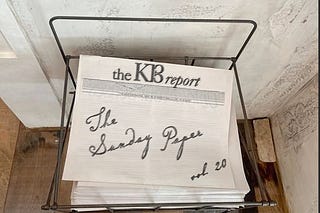 the KB report
The
Sunday Paper
vol. 20